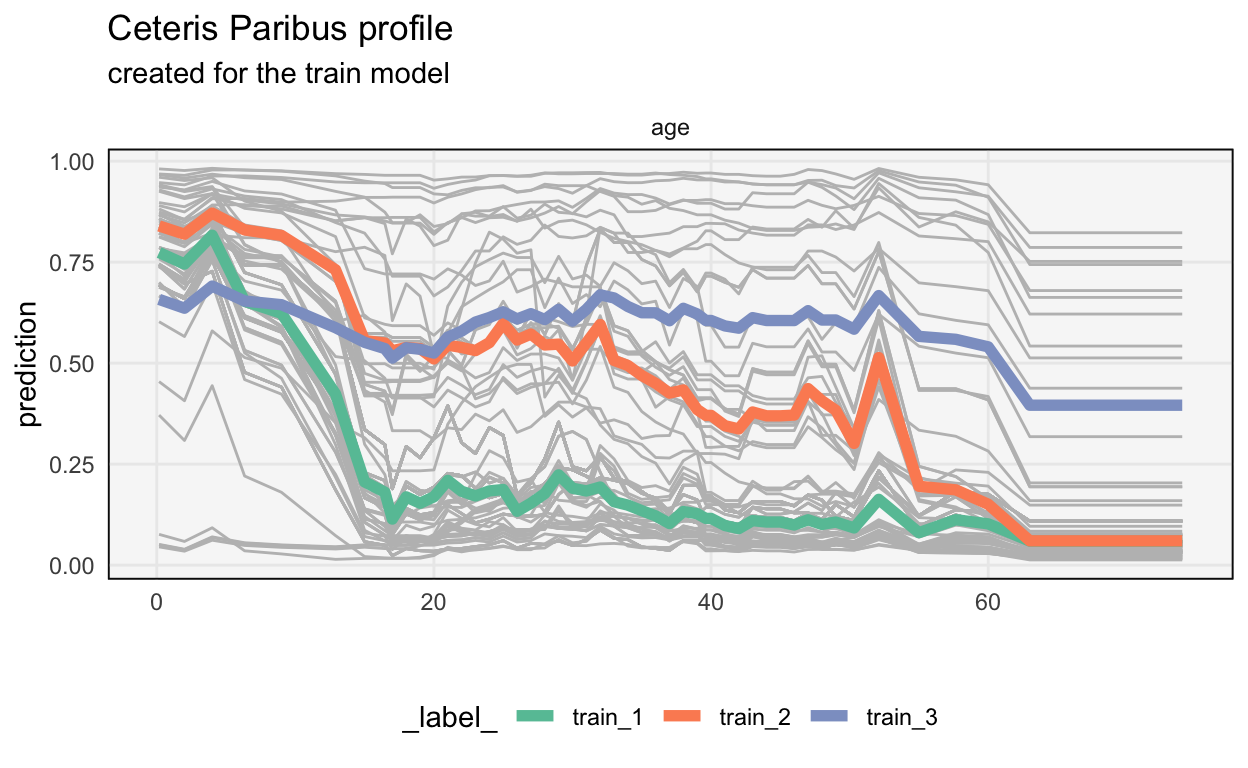 Ceteris Paribus profile
created for the train model
age
1.00
0.75
0.50
0.25
0.00
prediction
0 20 40 60
_label_ train_1 train_2 train_3